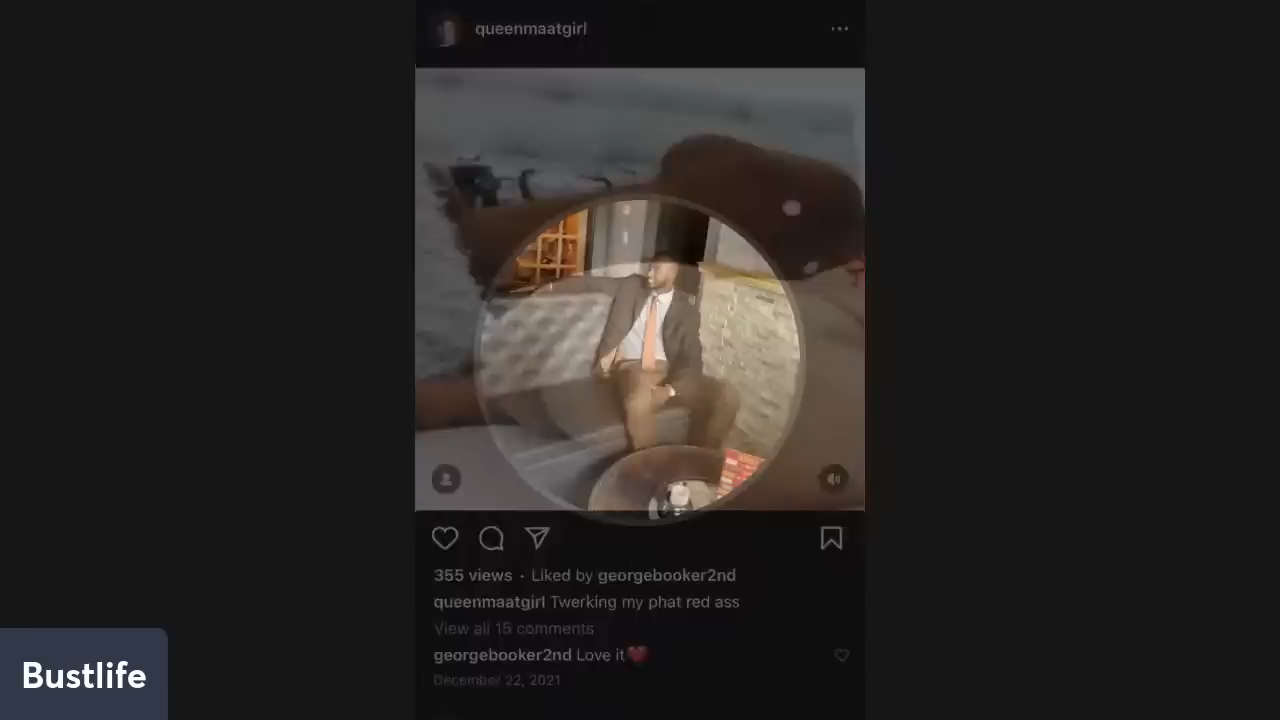 queenmaatgirl
355 views · Liked by georgebooker2nd
queenmaatgirl Twerking my phat red ass
View all 15 comments
georgebooker2nd Love it❤️
December 22, 2021
Bustlife